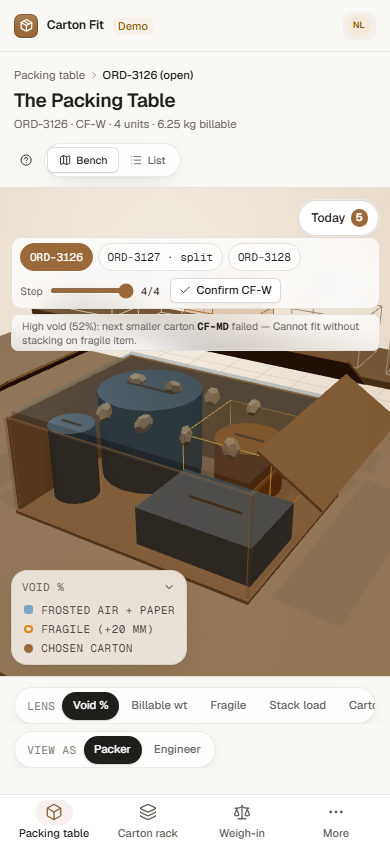 Carton Fit Demo NL
Packing table > ORD-3126 (open)
The Packing Table
ORD-3126 · CF-W · 4 units · 6.25 kg billable
Bench List
Today 5
ORD-3126 ORD-3127 · split ORD-3128
Step 4/4 Confirm CF-W
High void (52%): next smaller carton CF-MD failed — Cannot fit without
stacking on fragile item.
VOID %
FROSTED AIR + PAPER
FRAGILE (+20 MM)
CHOSEN CARTON
LENS Void % Billable wt Fragile Stack load Carto
VIEW AS Packer Engineer
Packing table Carton rack Weigh-in More